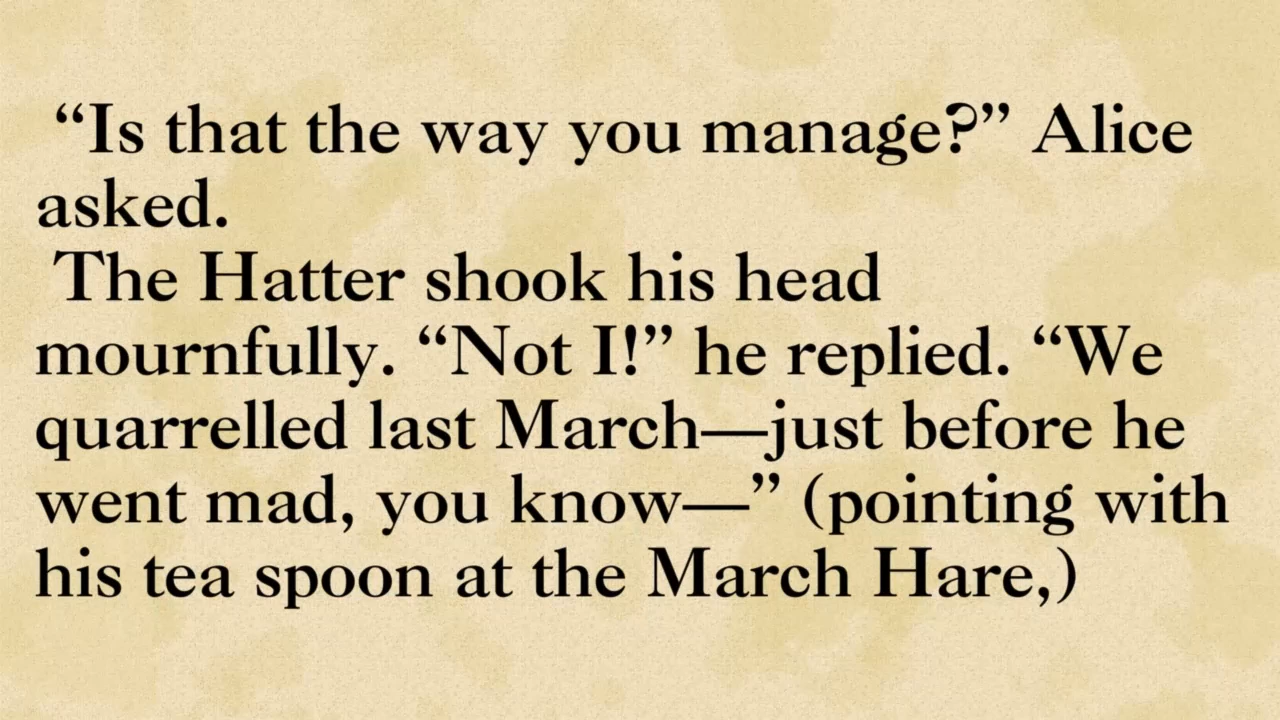 “Is that the way you manage?” Alice
asked.
The Hatter shook his head
mournfully. “Not I!” he replied. “We
quarrelled last March—just before he
went mad, you know—” (pointing with
his tea spoon at the March Hare,)